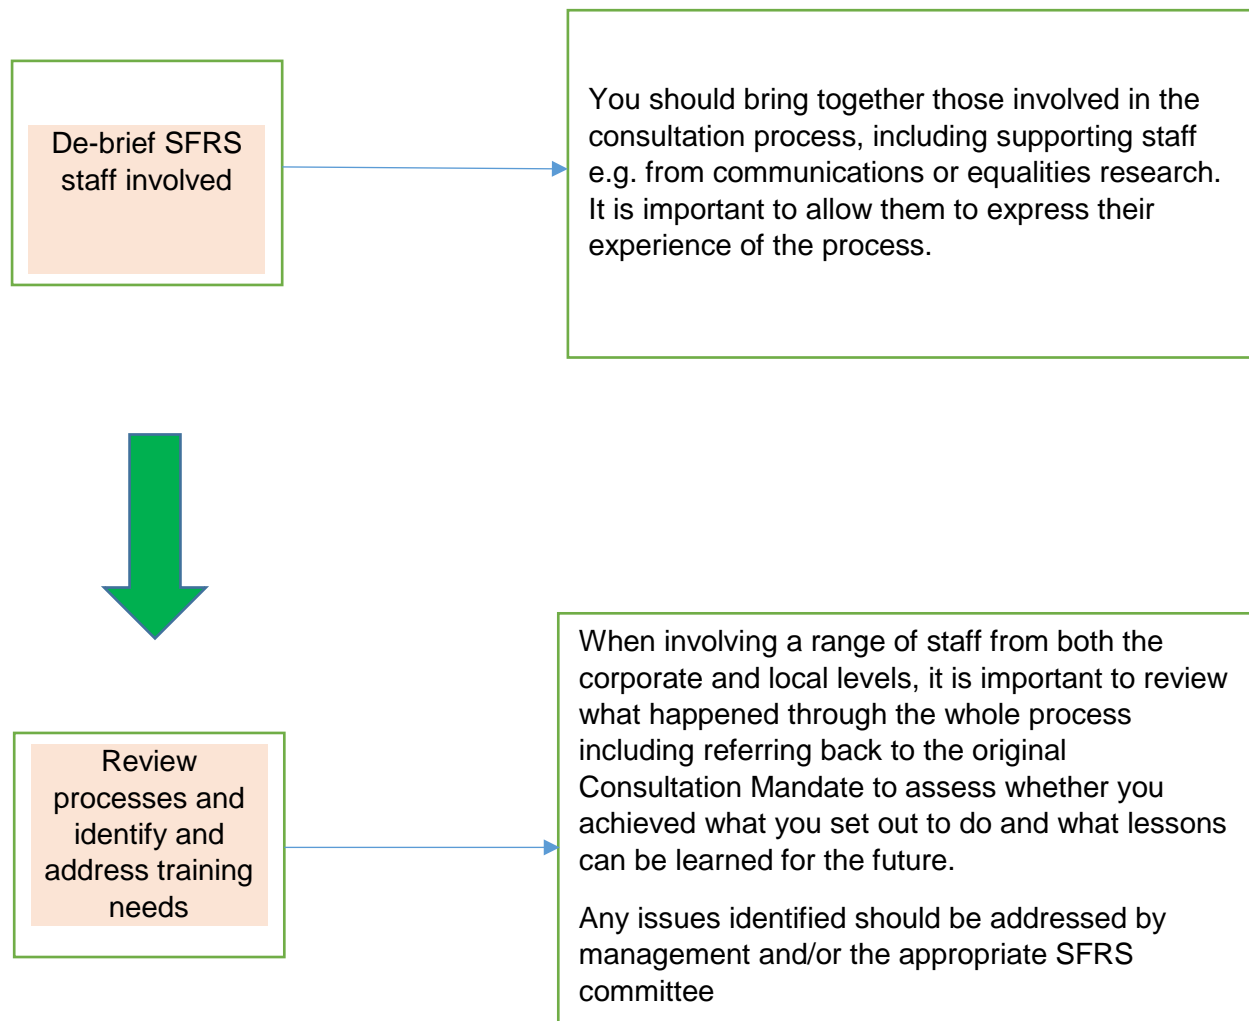 De-brief SFRS
staff involved
You should bring together those involved in the
consultation process, including supporting staff
e.g. from communications or equalities research.
It is important to allow them to express their
experience of the process.
Review
processes and
identify and
address training
needs
When involving a range of staff from both the
corporate and local levels, it is important to review
what happened through the whole process
including referring back to the original
Consultation Mandate to assess whether you
achieved what you set out to do and what lessons
can be learned for the future.
Any issues identified should be addressed by
management and/or the appropriate SFRS
committee